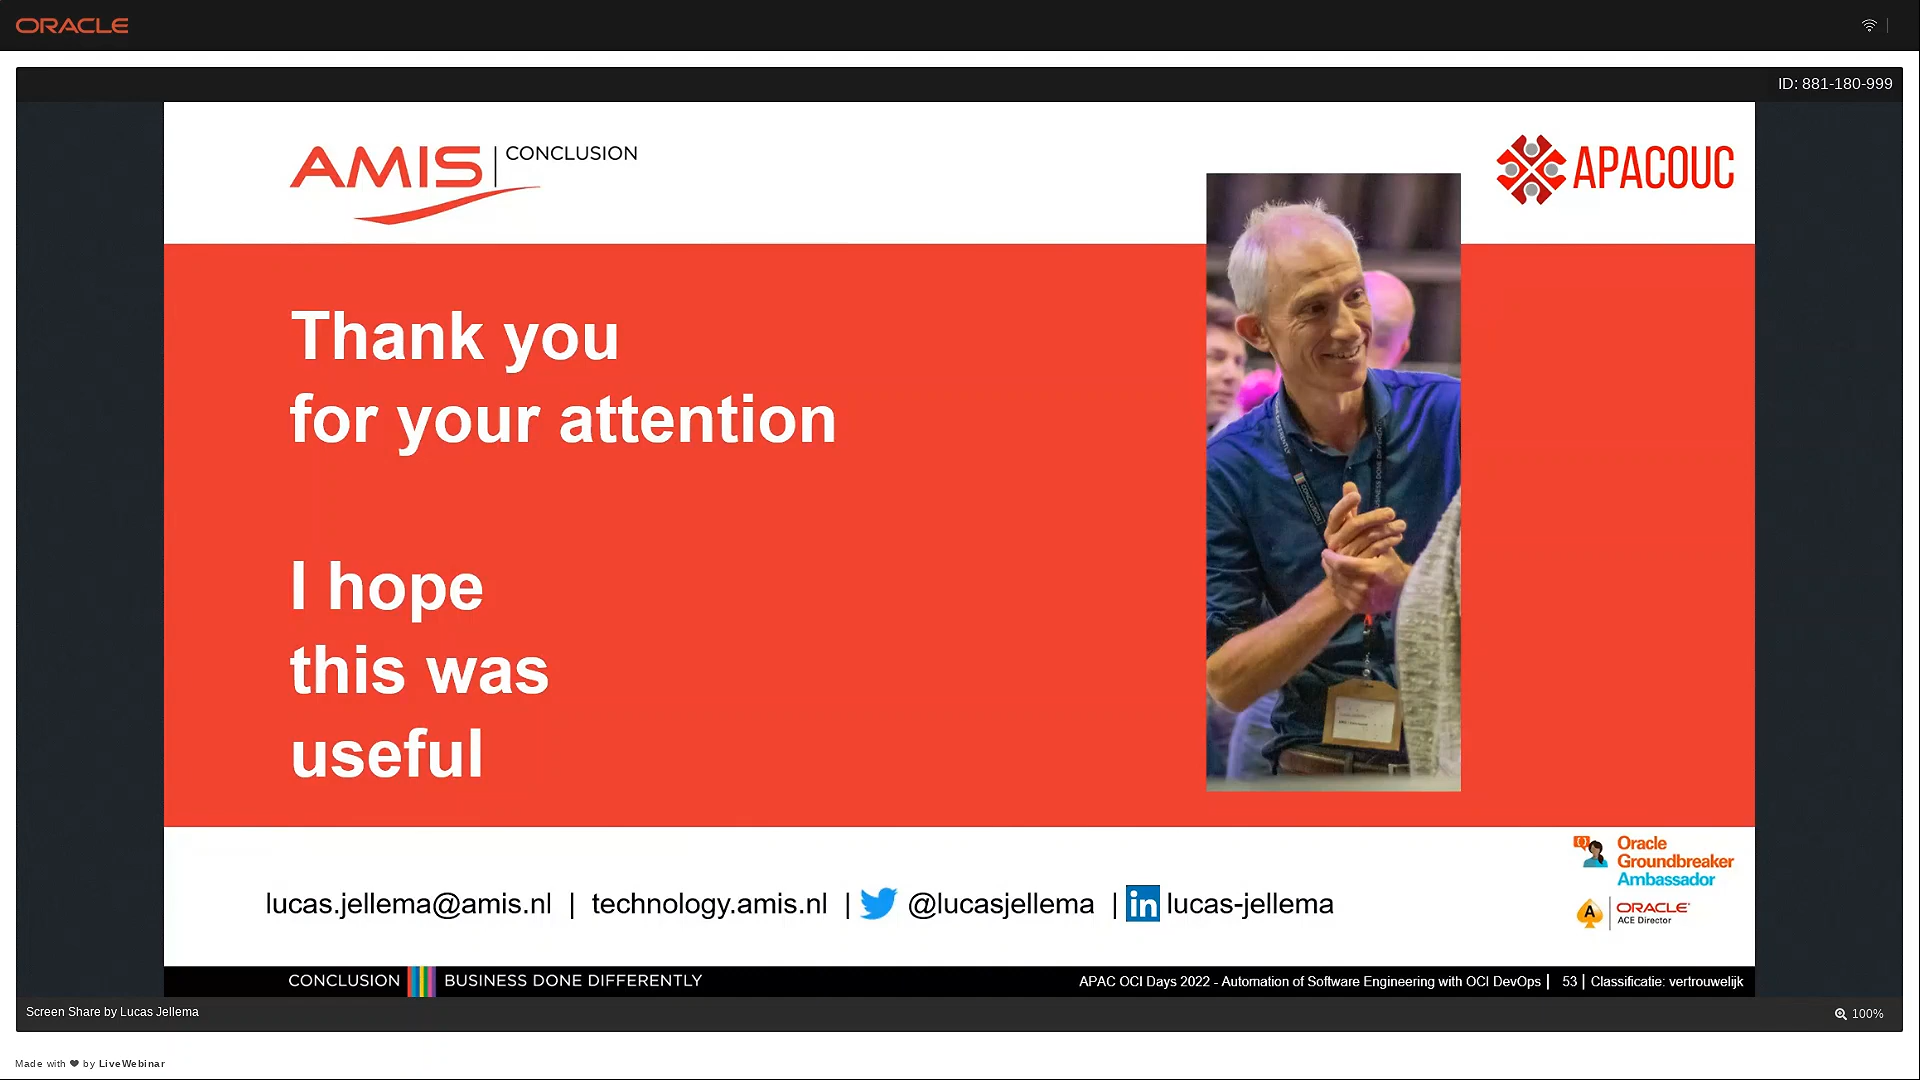 ORACLE
ID: 881-180-999
AMIS | CONCLUSION
APACOUC
Thank you
for your attention
I hope
this was
useful
Oracle
Groundbreaker
Ambassador
lucas.jellema@amis.nl | technology.amis.nl | @lucasjellema | in lucas-jellema
A ORACLE®
ACE Director
CONCLUSION BUSINESS DONE DIFFERENTLY
APAC OCI Days 2022 - Automation of Software Engineering with OCI DevOps | 53 | Classificatie: vertrouwelijk
Screen Share by Lucas Jellema
100%
Made with ❤ by LiveWebinar